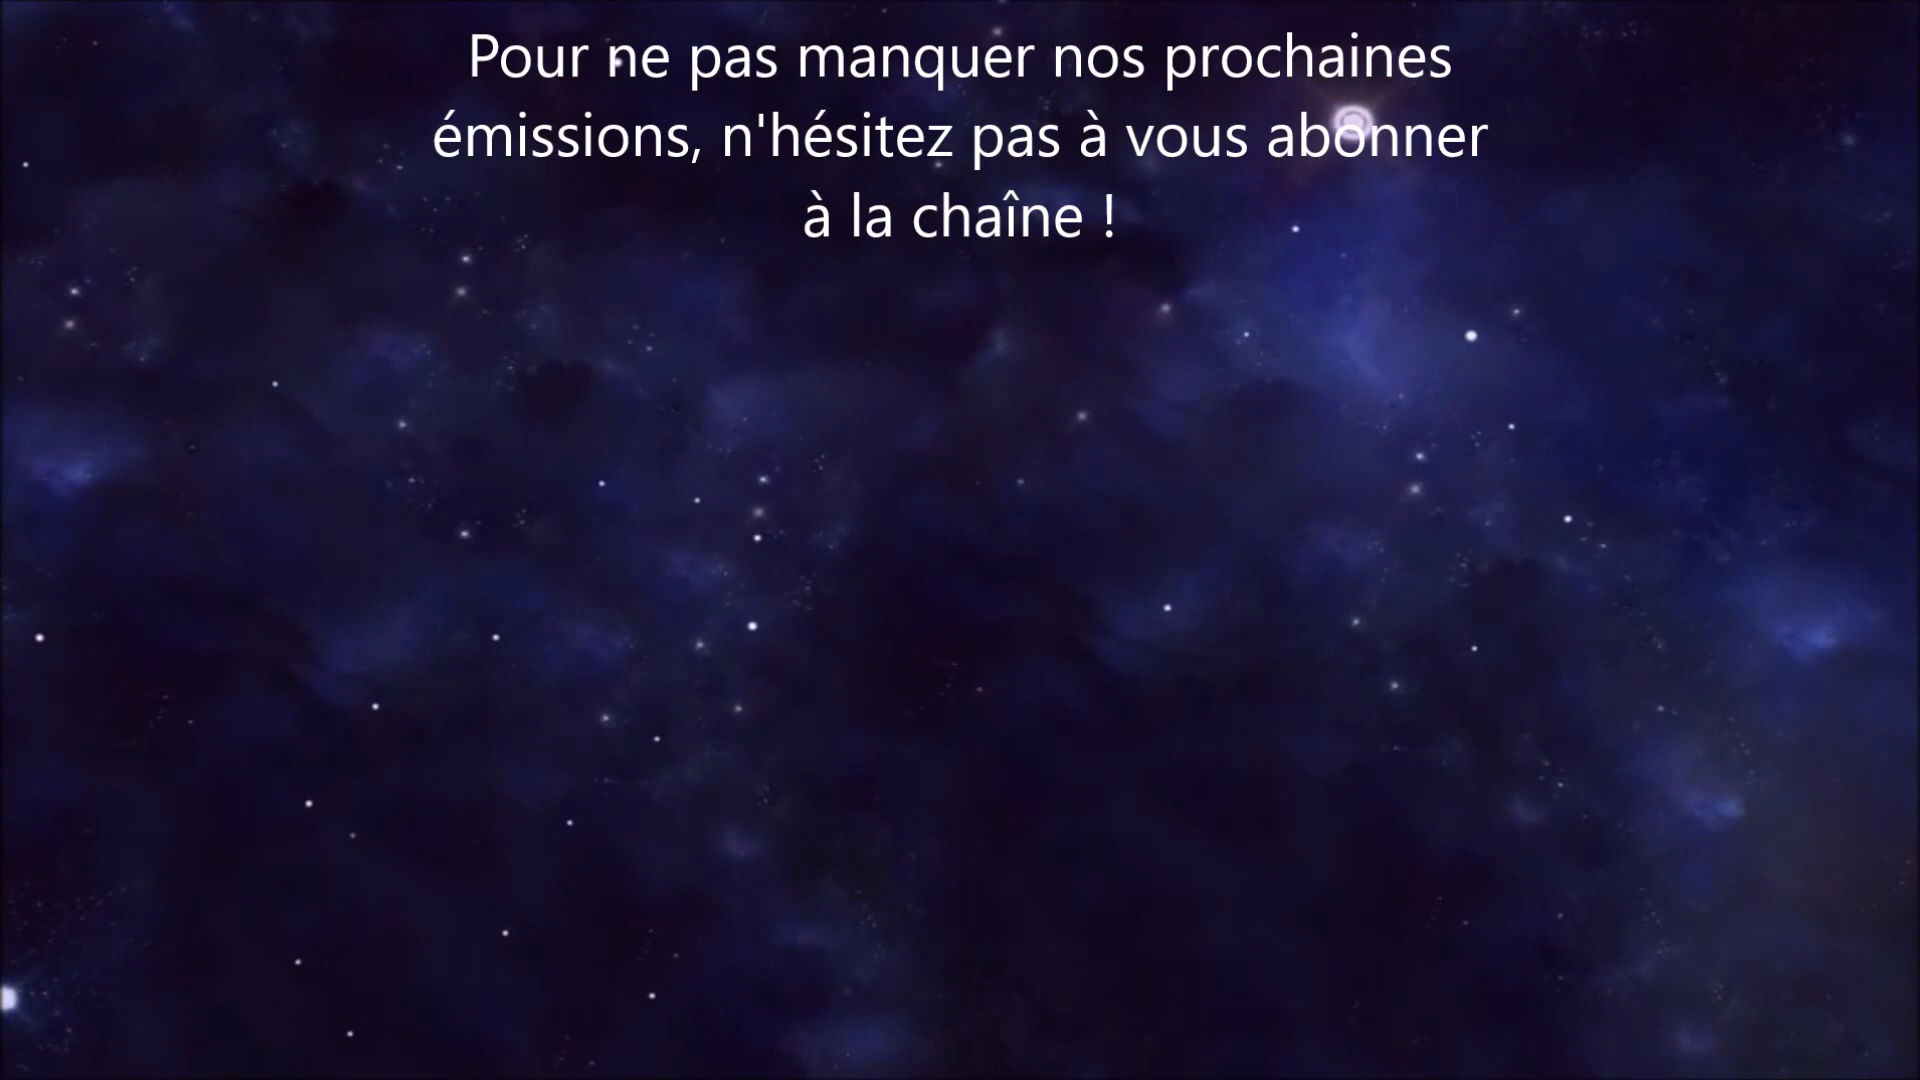 Pour ne pas manquer nos prochaines
émissions, n'hésitez pas à vous abonner
à la chaîne !